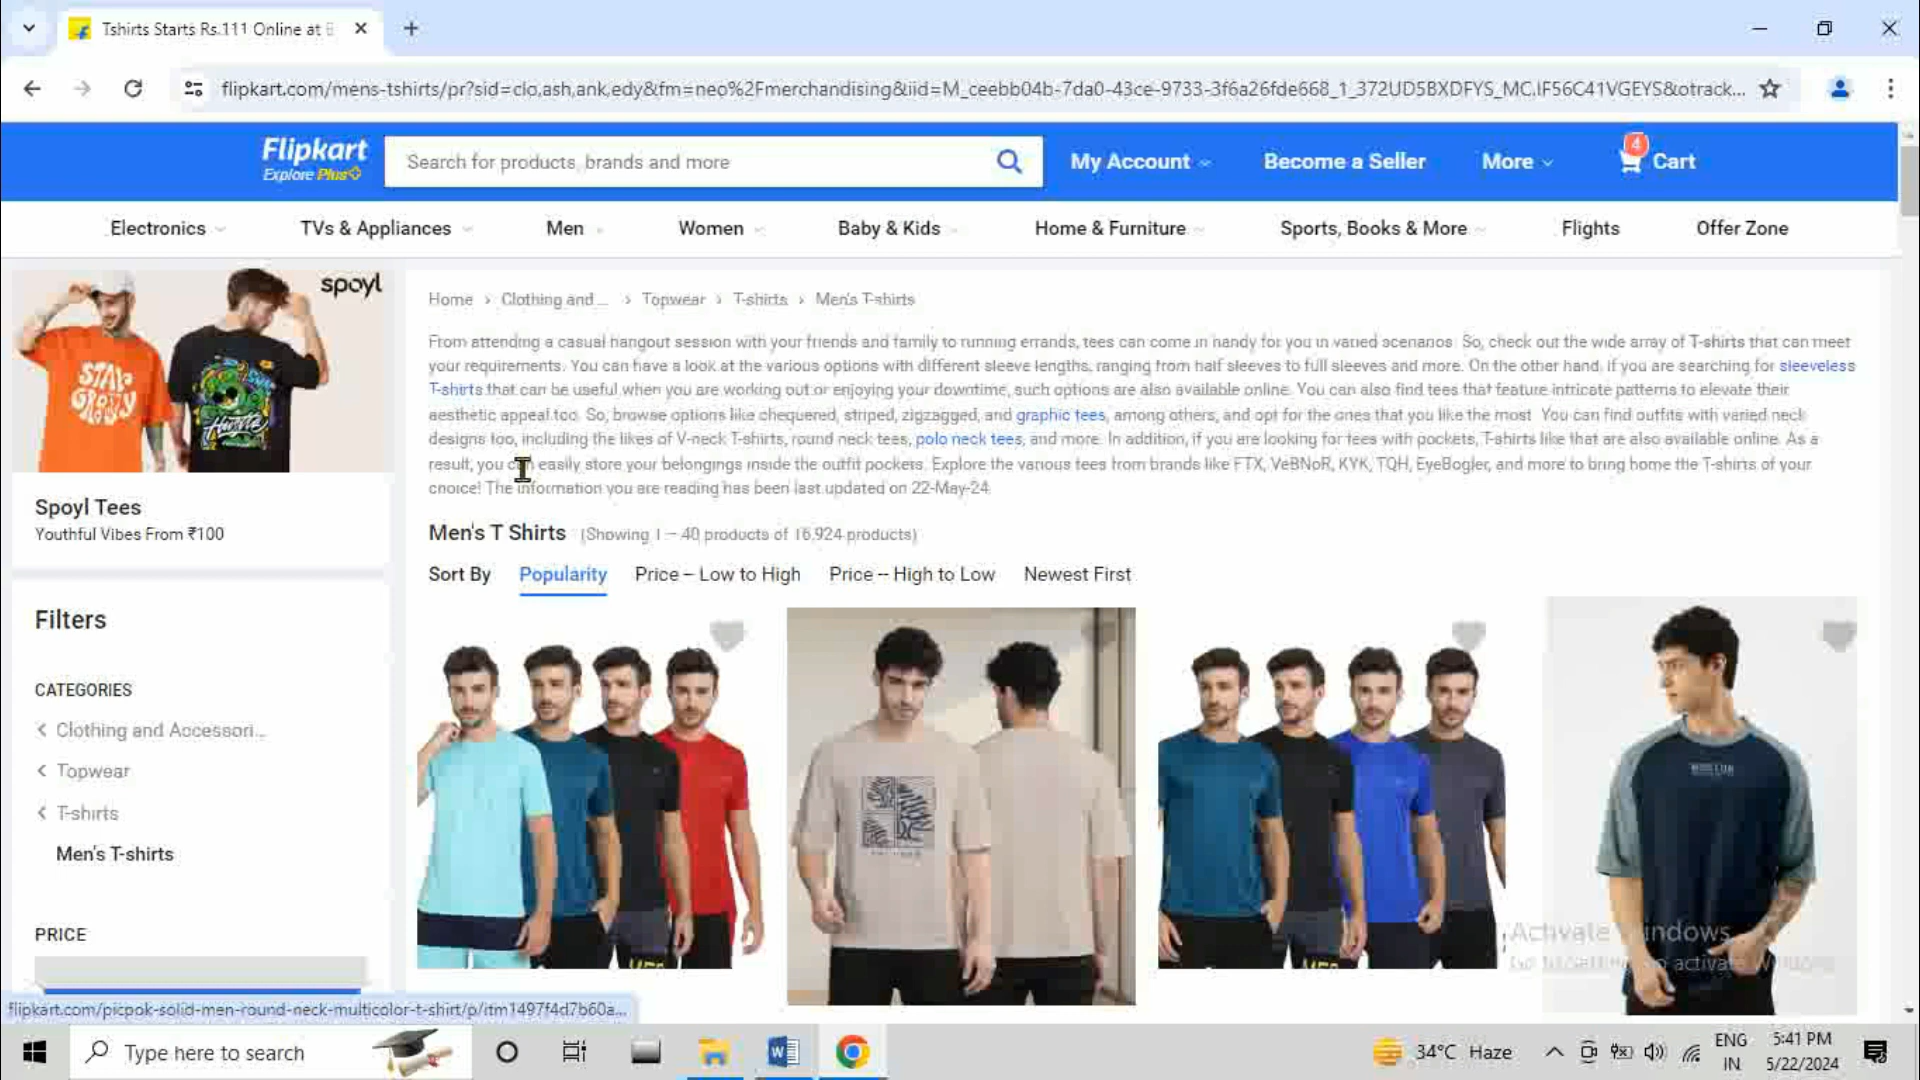 Tshirts Starts Rs.111 Online at
flipkart.com/mens-tshirts/pr?sid=clo,ash,ank,edy&fm=neo%2Fmerchandising&iid=M_ceebb04b-7da0-43ce-9733-3f6a26fde668_1_372UD5BXDFYS_MC.IF56C41VGEYS&otrack...
Flipkart
Explore Plus
Search for products, brands and more
My Account
Become a Seller
More
4
Cart
Electronics
TVs & Appliances
Men
Women
Baby & Kids
Home & Furniture
Sports, Books & More
Flights
Offer Zone
spoyl
STAY
GROOVY
Hustle
Spoyl Tees
Youthful Vibes From ₹100
Home > Clothing and ... > Topwear > T-shirts > Men's T-shirts
From attending a casual hangout session with your friends and family to running errands, tees can come in handy for you in varied scenarios. So, check out the wide array of T-shirts that can meet
your requirements. You can have a look at the various options with different sleeve lengths, ranging from half sleeves to full sleeves and more. On the other hand, if you are searching for sleeveless
T-shirts that can be useful when you are working out or enjoying your downtime, such options are also available online. You can also find tees that feature intricate patterns to elevate their
aesthetic appeal too. So, browse options like chequered, striped, zigzagged, and graphic tees, among others, and opt for the ones that you like the most. You can find outfits with varied neck
designs too, including the likes of V-neck T-shirts, round neck tees, polo neck tees, and more. In addition, if you are looking for tees with pockets, T-shirts like that are also available online. As a
result, you can easily store your belongings inside the outfit pockets. Explore the various tees from brands like FTX, VeBNoR, KYK, TQH, EyeBogler, and more to bring home the T-shirts of your
choice! The information you are reading has been last updated on 22-May-24.
Men's T Shirts (Showing 1 – 40 products of 16,924 products)
Sort By
Popularity
Price -- Low to High
Price -- High to Low
Newest First
Filters
CATEGORIES
< Clothing and Accessori...
< Topwear
< T-shirts
Men's T-shirts
PRICE
Activate Windows
Go to Settings to activate Windows.
flipkart.com/picpok-solid-men-round-neck-multicolor-t-shirt/p/itm1497f4d7b60a...
Type here to search
34°C Haze
ENG
IN
5:41 PM
5/22/2024